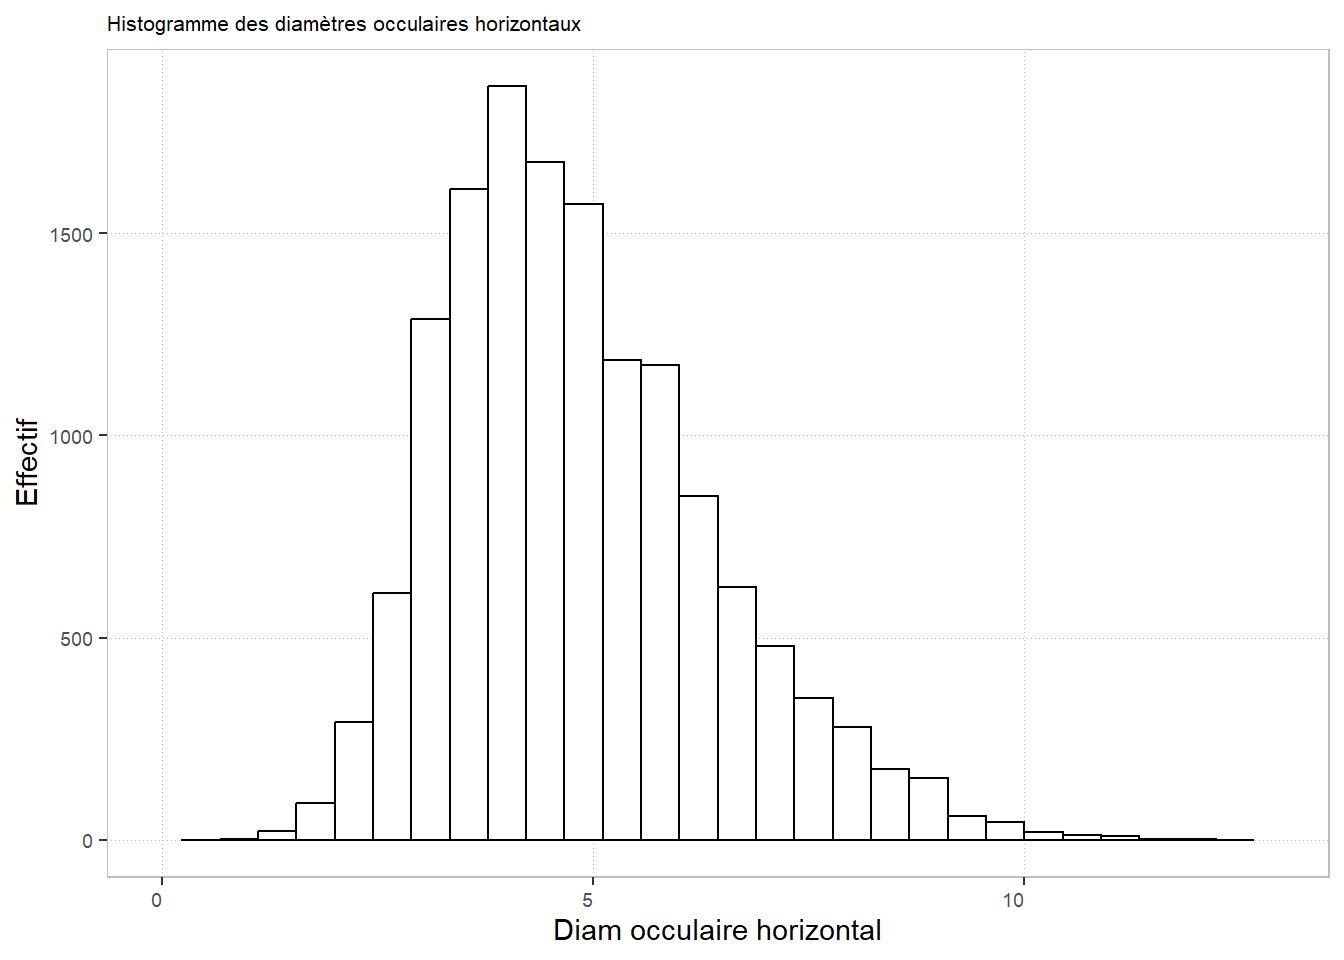 Histogramme des diamètres occulaires horizontaux
Effectif
1500
1000
500
0
0 5 10
Diam occulaire horizontal